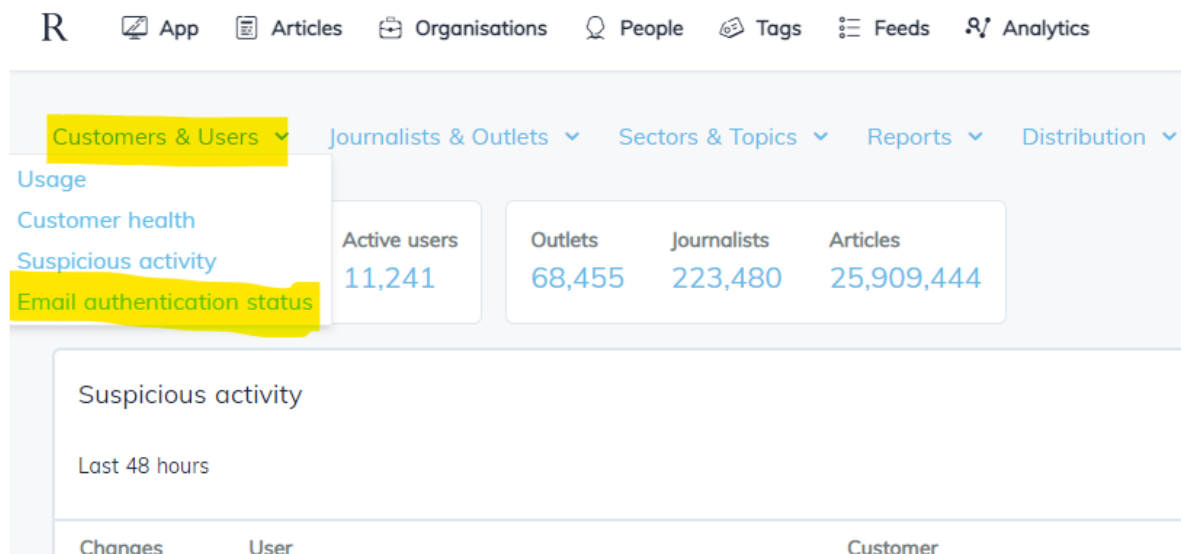 R App Articles Organisations People Tags Feeds Analytics
Customers & Users Journalists & Outlets Sectors & Topics Reports Distribution
Usage
Customer health
Suspicious activity
Email authentication status
Active users Outlets Journalists Articles
11,241 68,455 223,480 25,909,444
Suspicious activity
Last 48 hours
Changes User Customer